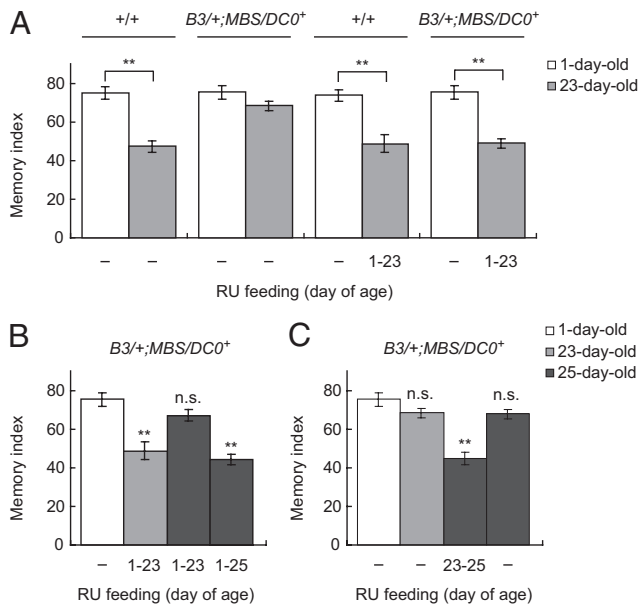 A
+/+ B3/+;MBS/DC0⁺ +/+ B3/+;MBS/DC0⁺
1-day-old
23-day-old
Memory index
80
60
40
20
0
** ** **
– – – – – 1-23 – 1-23
RU feeding (day of age)
B
B3/+;MBS/DC0⁺
Memory index
80
60
40
20
0
** n.s. **
– 1-23 1-23 1-25
RU feeding (day of age)
C
B3/+;MBS/DC0⁺
1-day-old
23-day-old
25-day-old
Memory index
80
60
40
20
0
n.s. ** n.s.
– – 23-25 –
RU feeding (day of age)